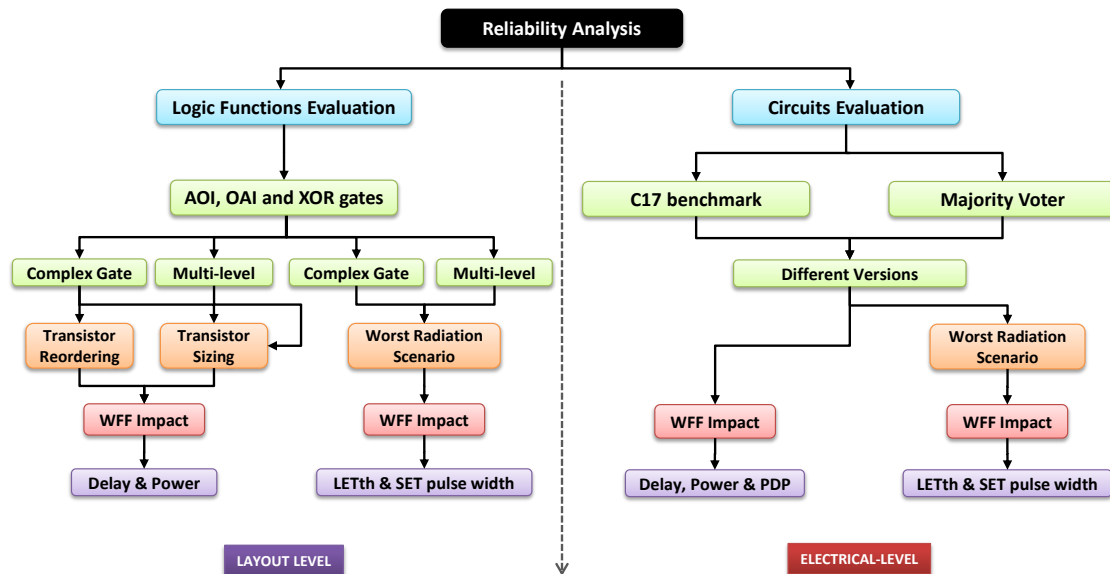 Reliability Analysis
Logic Functions Evaluation
Circuits Evaluation
AOI, OAI and XOR gates
C17 benchmark
Majority Voter
Complex Gate
Multi-level
Complex Gate
Multi-level
Different Versions
Transistor
Reordering
Transistor
Sizing
Worst Radiation
Scenario
Worst Radiation
Scenario
WFF Impact
WFF Impact
WFF Impact
WFF Impact
Delay & Power
LETth & SET pulse width
Delay, Power & PDP
LETth & SET pulse width
LAYOUT LEVEL
ELECTRICAL-LEVEL